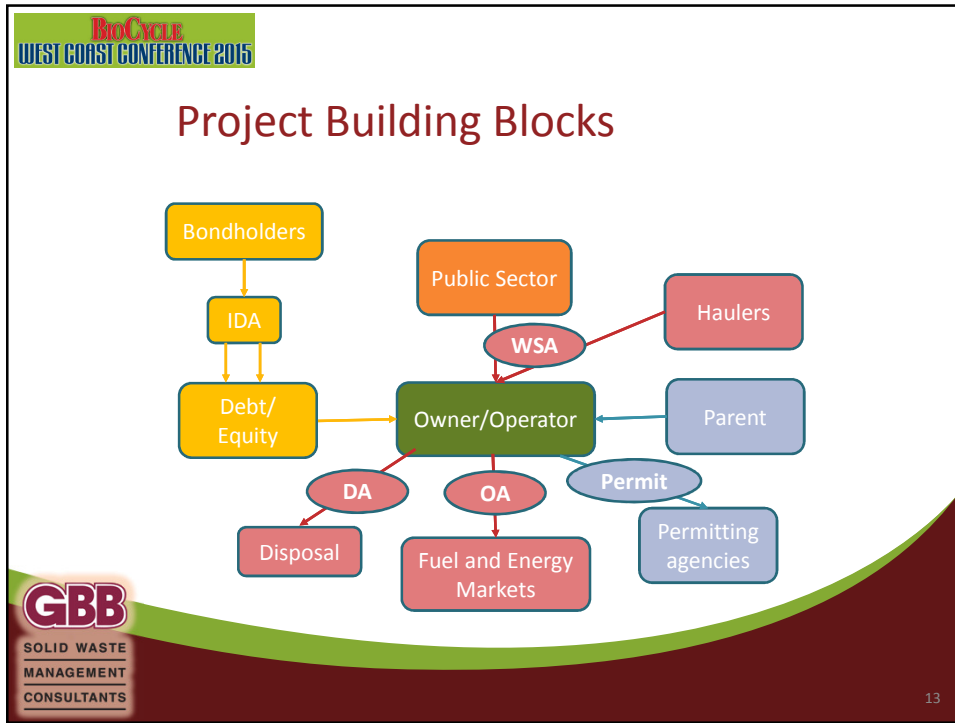 BIOCYCLE
WEST COAST CONFERENCE 2015
Project Building Blocks
Bondholders
IDA
Debt/
Equity
Public Sector
WSA
Haulers
Owner/Operator
Parent
DA
OA
Permit
Disposal
Fuel and Energy
Markets
Permitting
agencies
GBB
SOLID WASTE
MANAGEMENT
CONSULTANTS
13